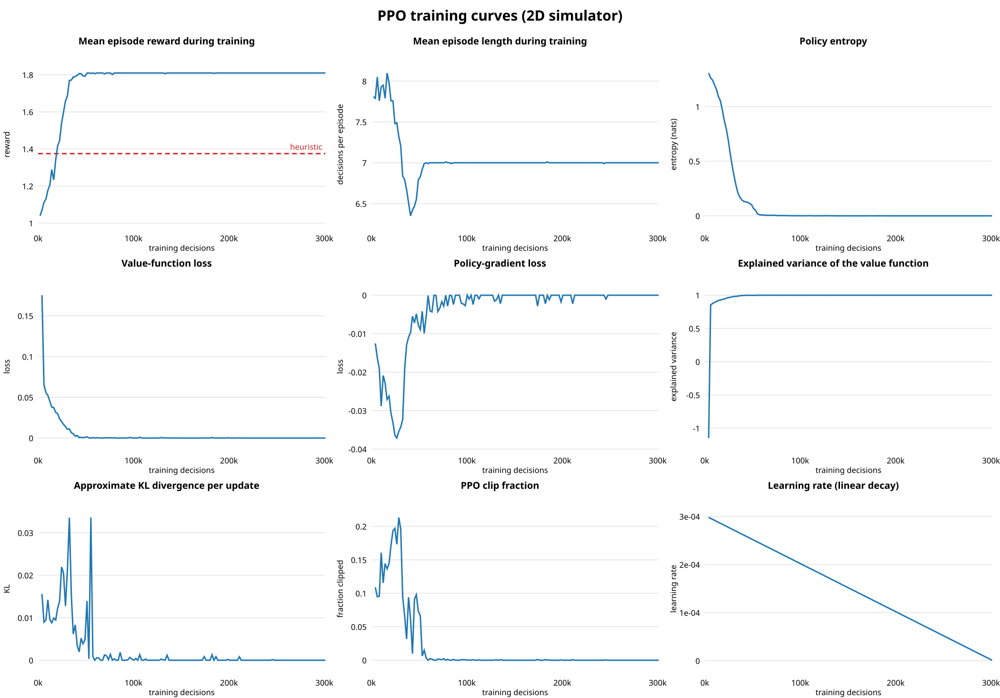 PPO training curves (2D simulator)
Mean episode reward during training
reward
1.8
1.6
1.4
1.2
1
heuristic
0k
100k
200k
300k
training decisions
Mean episode length during training
decisions per episode
8
7.5
7
6.5
0k
100k
200k
300k
training decisions
Policy entropy
entropy (nats)
1
0.5
0
0k
100k
200k
300k
training decisions
Value-function loss
loss
0.15
0.1
0.05
0
0k
100k
200k
300k
training decisions
Policy-gradient loss
loss
0
-0.01
-0.02
-0.03
-0.04
0k
100k
200k
300k
training decisions
Explained variance of the value function
explained variance
1
0.5
0
-0.5
-1
0k
100k
200k
300k
training decisions
Approximate KL divergence per update
KL
0.03
0.02
0.01
0
0k
100k
200k
300k
training decisions
PPO clip fraction
fraction clipped
0.2
0.15
0.1
0.05
0
0k
100k
200k
300k
training decisions
Learning rate (linear decay)
learning rate
3e-04
2e-04
1e-04
0
0k
100k
200k
300k
training decisions